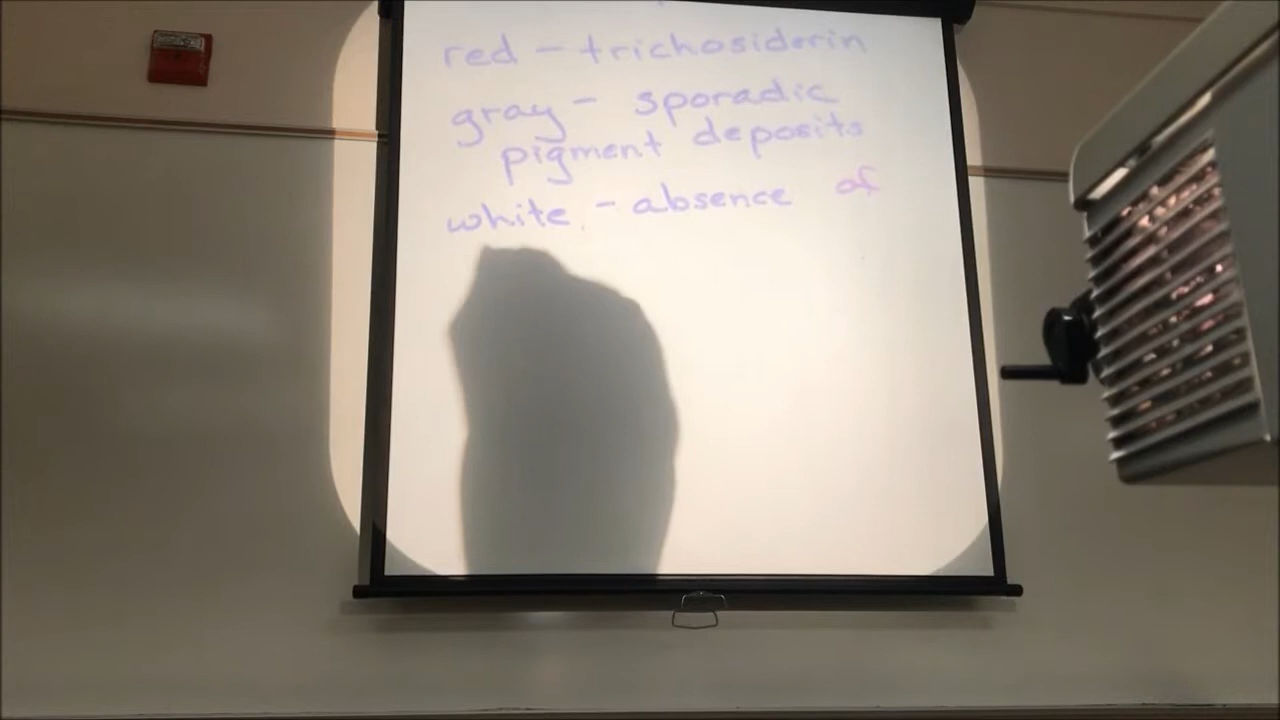 red - trichosiderin
gray - sporadic
pigment deposits
white - absence of